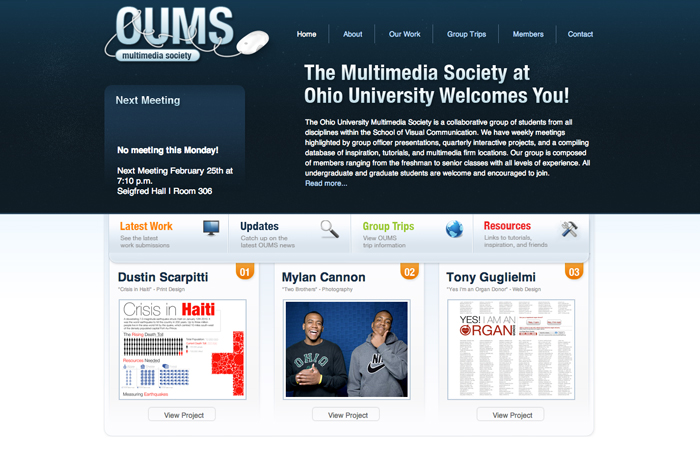 OUMS
multimedia society
Home
About
Our Work
Group Trips
Members
Contact
The Multimedia Society at
Ohio University Welcomes You!
The Ohio University Multimedia Society is a collaborative group of students from all
disciplines within the School of Visual Communication. We have weekly meetings
highlighted by group officer presentations, quarterly interactive projects, and a compiling
database of inspiration, tutorials, and multimedia firm locations. Our group is composed
of members ranging from the freshman to senior classes with all levels of experience. All
undergraduate and graduate students are welcome and encouraged to join.
Read more...
Next Meeting
No meeting this Monday!
Next Meeting February 25th at
7:10 p.m.
Seigfred Hall | Room 306
Latest Work
See the latest
work submissions
Updates
Catch up on the
latest OUMS news
Group Trips
View OUMS
trip information
Resources
Links to tutorials,
inspiration, and friends
Dustin Scarpitti
01
"Crisis in Haiti" - Print Design
Crisis in Haiti
The Rising Death Toll
Resources Needed
Measuring Earthquakes
View Project
Mylan Cannon
02
"Two Brothers" - Photography
OHIO
View Project
Tony Guglielmi
03
"Yes I'm an Organ Donor" - Web Design
YES! I AM AN
ORGAN
View Project